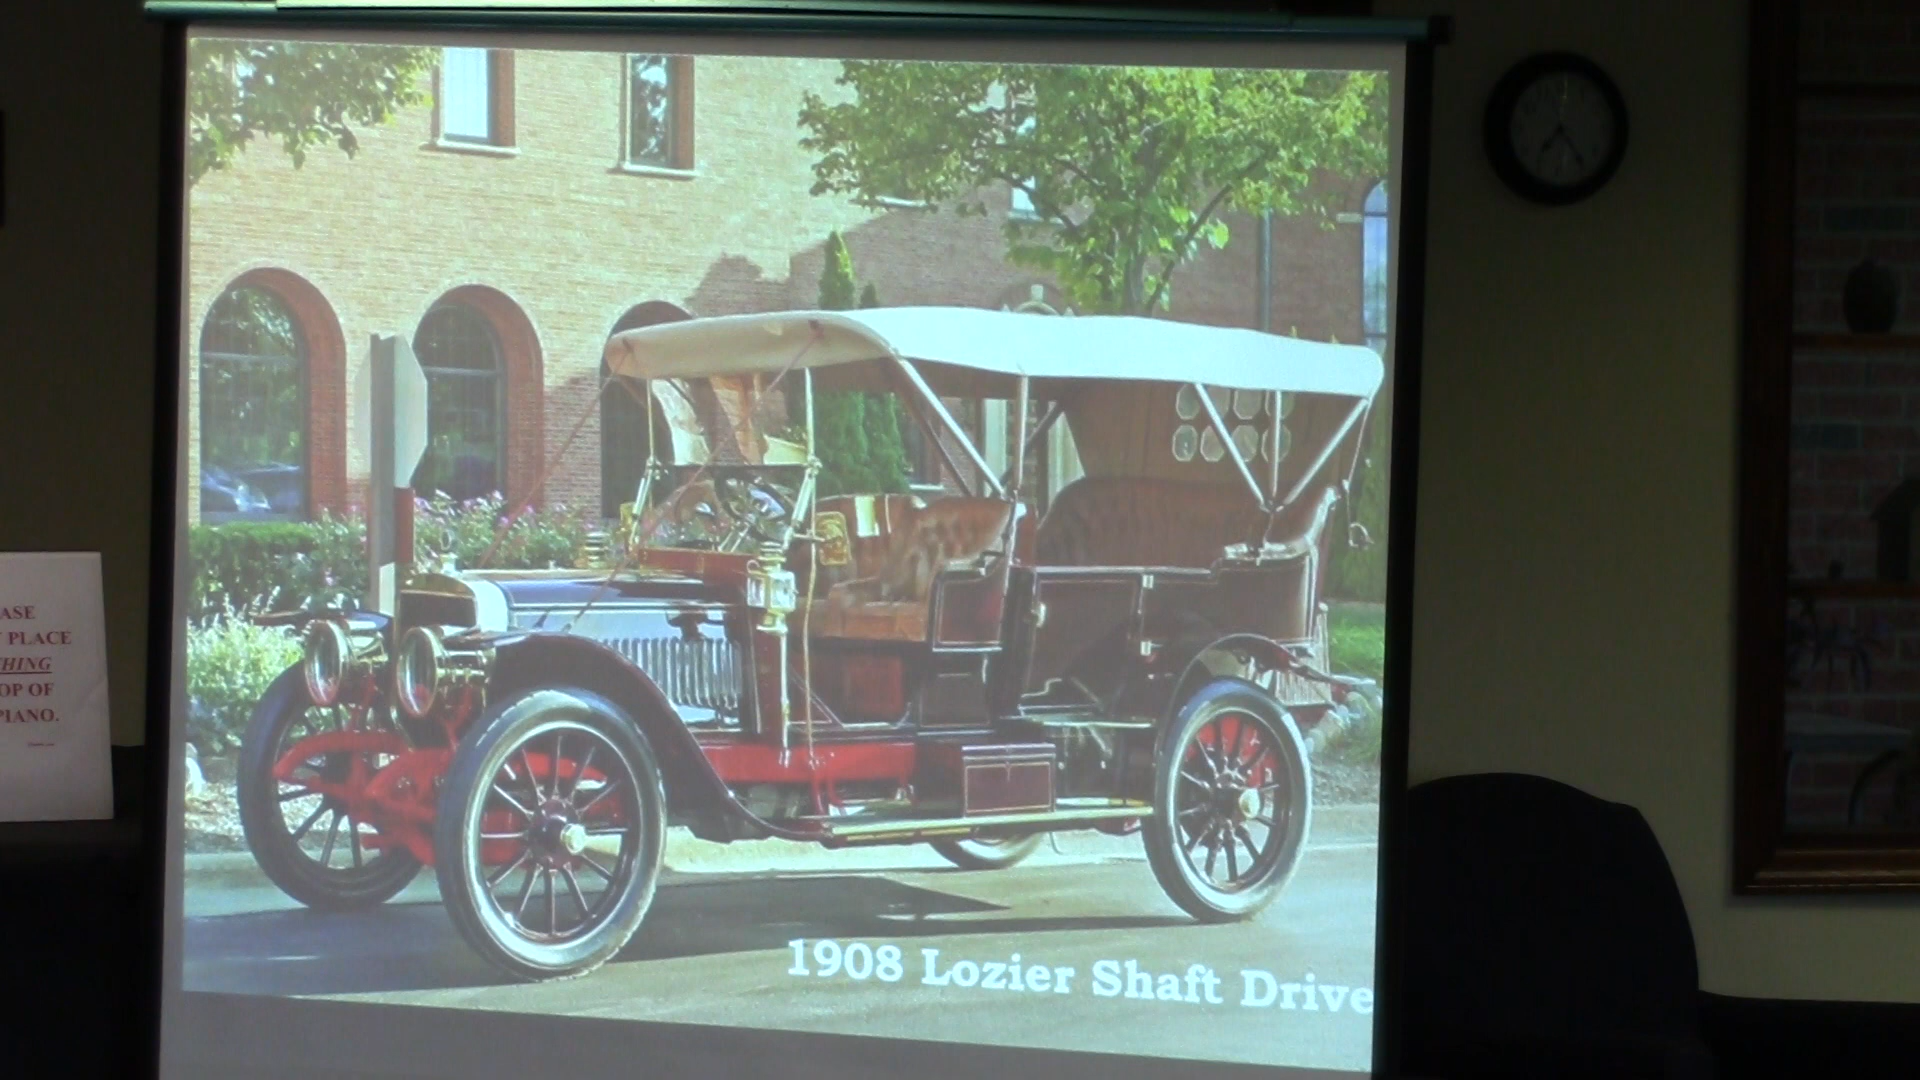 ASE
PLACE
HING
OP OF
PIANO.
1908 Lozier Shaft Drive